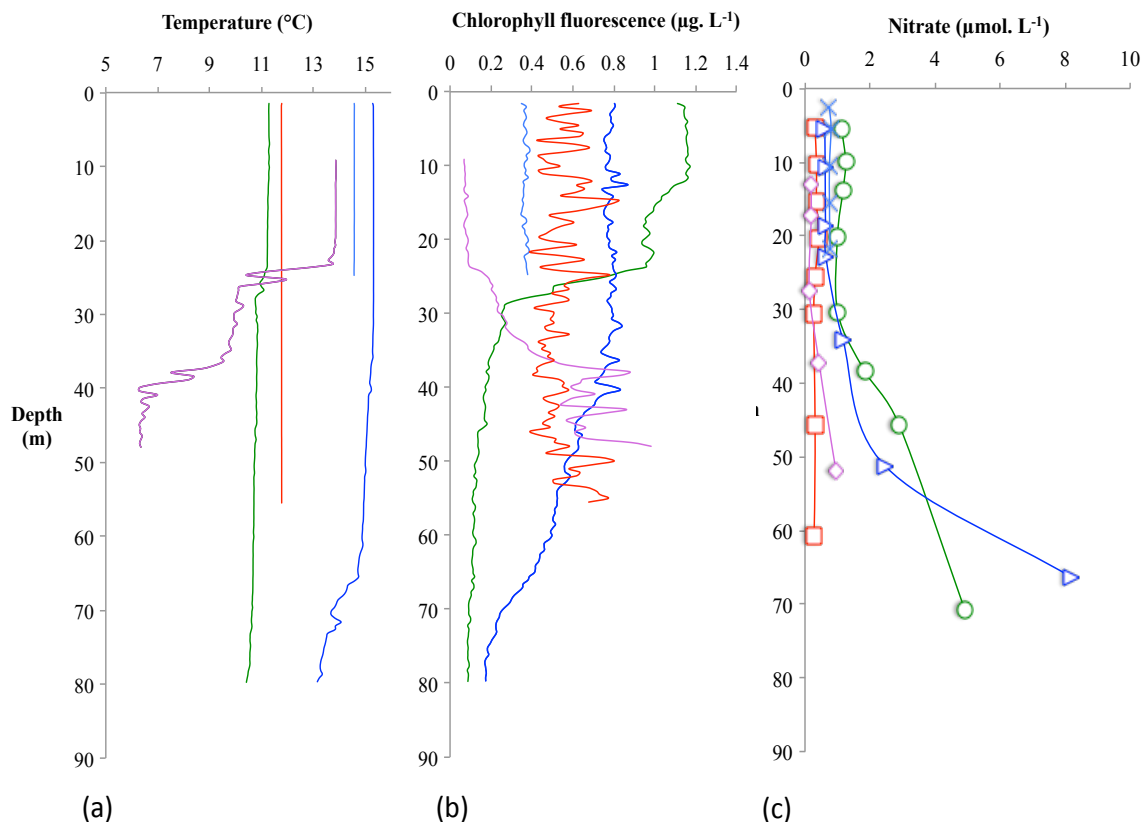 Temperature (°C)
5 7 9 11 13 15
0
10
20
30
40
50
60
70
80
90
Depth
(m)
(a)
Chlorophyll fluorescence (µg. L-1)
0 0.2 0.4 0.6 0.8 1 1.2 1.4
0
10
20
30
40
50
60
70
80
90
(b)
Nitrate (µmol. L-1)
0 2 4 6 8 10
0
10
20
30
40
50
60
70
80
90
(c)